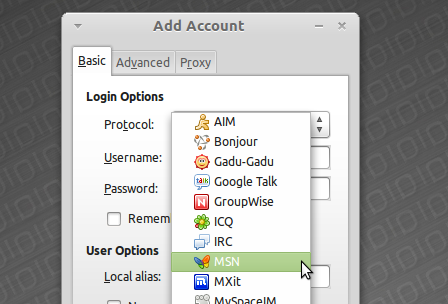 Add Account
Basic Advanced Proxy
Login Options
Protocol:
AIM
Bonjour
Username:
Gadu-Gadu
Password:
Google Talk
GroupWise
Remem
ICQ
IRC
User Options
MSN
Local alias:
MXit
MySpaceIM